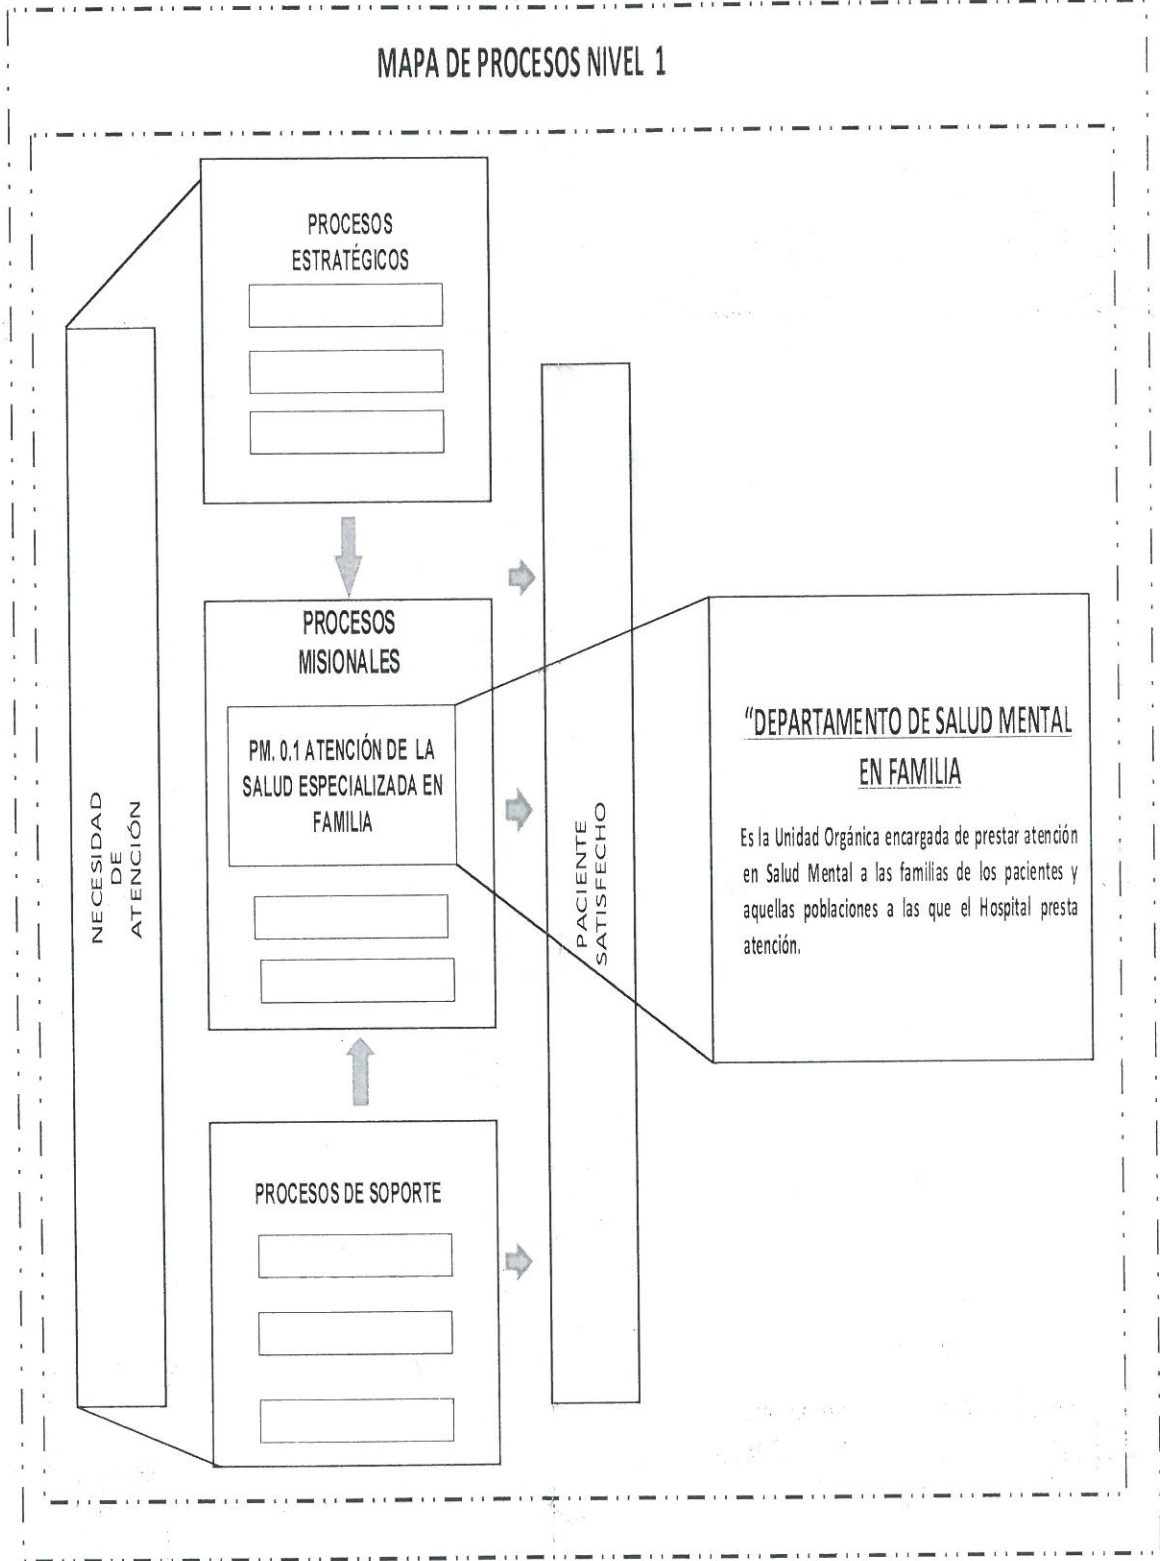 MAPA DE PROCESOS NIVEL 1
PROCESOS
ESTRATÉGICOS
NECESIDAD
DE
ATENCIÓN
PROCESOS
MISIONALES
PM. 0.1 ATENCIÓN DE LA
SALUD ESPECIALIZADA EN
FAMILIA
PROCESOS DE SOPORTE
PACIENTE
SATISFECHO
"DEPARTAMENTO DE SALUD MENTAL
EN FAMILIA
Es la Unidad Orgánica encargada de prestar atención
en Salud Mental a las familias de los pacientes y
aquellas poblaciones a las que el Hospital presta
atención.